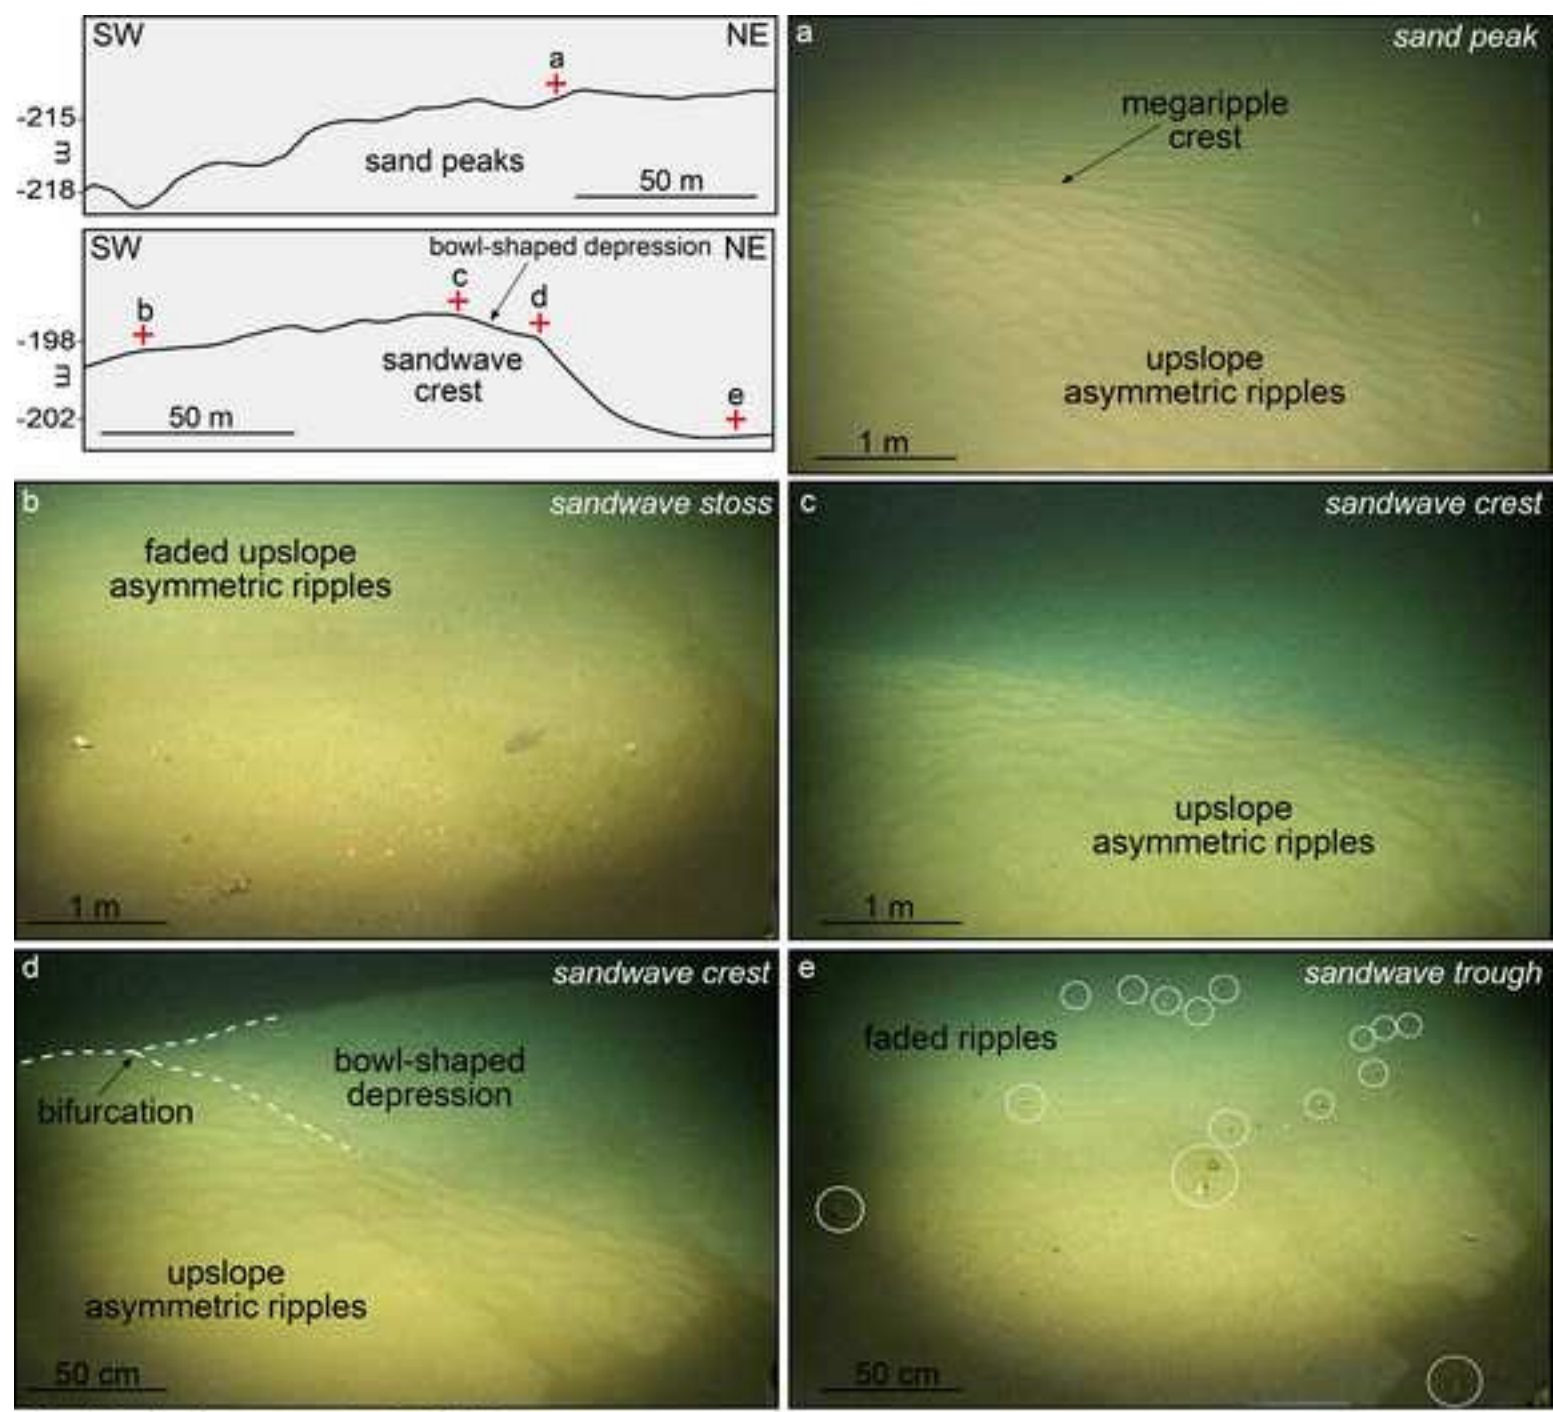 SW NE
a
-215
m
sand peaks
-218
50 m
SW NE
bowl-shaped depression
c
b
d
-198
m
sandwave
crest
e
-202
50 m
a sand peak
megaripple
crest
upslope
asymmetric ripples
1 m
b sandwave stoss
faded upslope
asymmetric ripples
1 m
c sandwave crest
upslope
asymmetric ripples
1 m
d sandwave crest
bowl-shaped
depression
bifurcation
upslope
asymmetric ripples
50 cm
e sandwave trough
faded ripples
50 cm